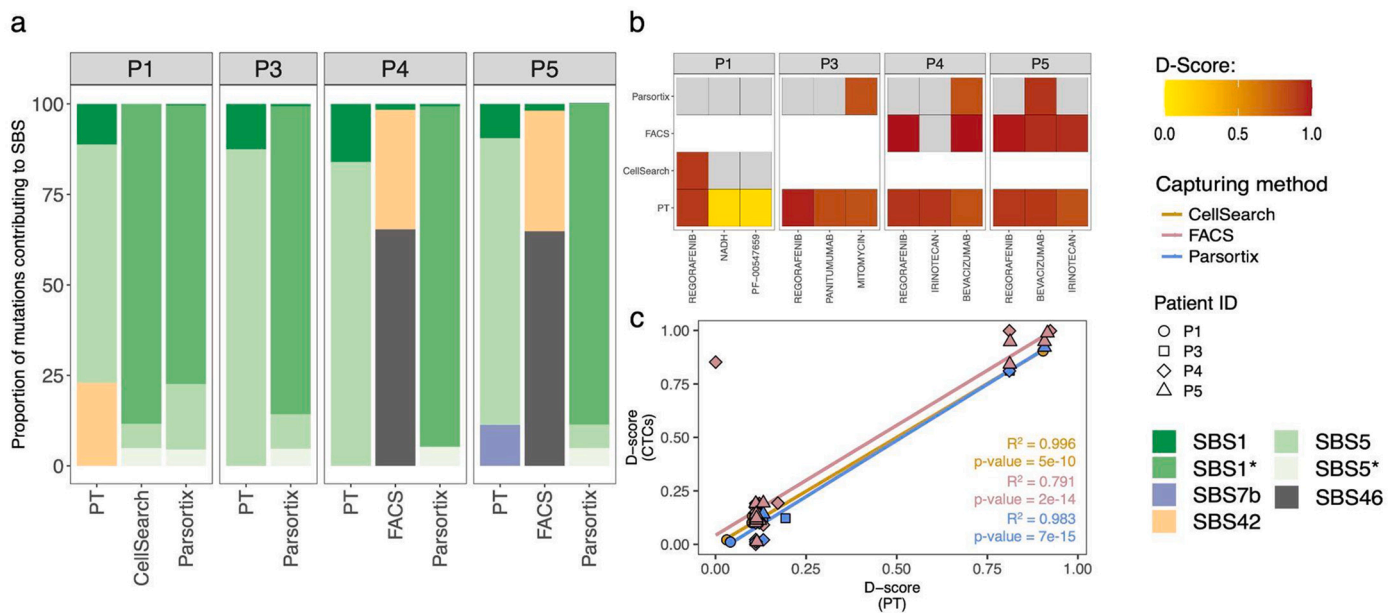 a
P1
P3
P4
P5
Proportion of mutations contributing to SBS
100
75
50
25
0
PT
CellSearch
Parsortix
PT
Parsortix
PT
FACS
Parsortix
PT
FACS
Parsortix
b
P1
P3
P4
P5
Parsortix
FACS
CellSearch
PT
REGORAFENIB
NADH
PF-00547659
REGORAFENIB
PANITUMUMAB
MITOMYCIN
REGORAFENIB
IRINOTECAN
BEVACIZUMAB
REGORAFENIB
BEVACIZUMAB
IRINOTECAN
c
D-score
(CTCs)
1.00
0.75
0.50
0.25
0.00
R² = 0.996
p-value = 5e-10
R² = 0.791
p-value = 2e-14
R² = 0.983
p-value = 7e-15
0.00
0.25
0.50
0.75
1.00
D-score
(PT)
D-Score:
0.0
0.5
1.0
Capturing method
CellSearch
FACS
Parsortix
Patient ID
P1
P3
P4
P5
SBS1
SBS1*
SBS7b
SBS42
SBS5
SBS5*
SBS46